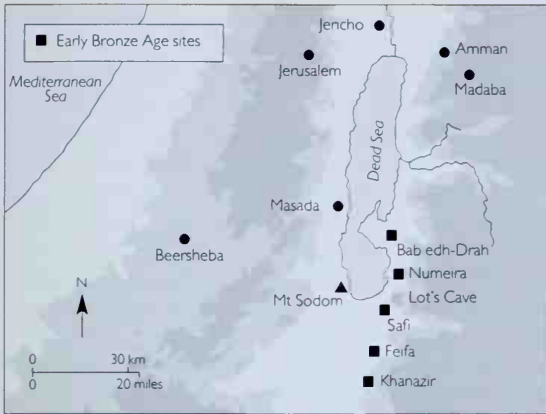 Jericho
Early Bronze Age sites
Amman
Jerusalem
Mediterranean
Sea
Madaba
Dead Sea
Masada
Bab edh-Drah
Beersheba
Numeira
N
Mt Sodom
Lot's Cave
Safi
0 30 km
0 20 miles
Feifa
Khanazir